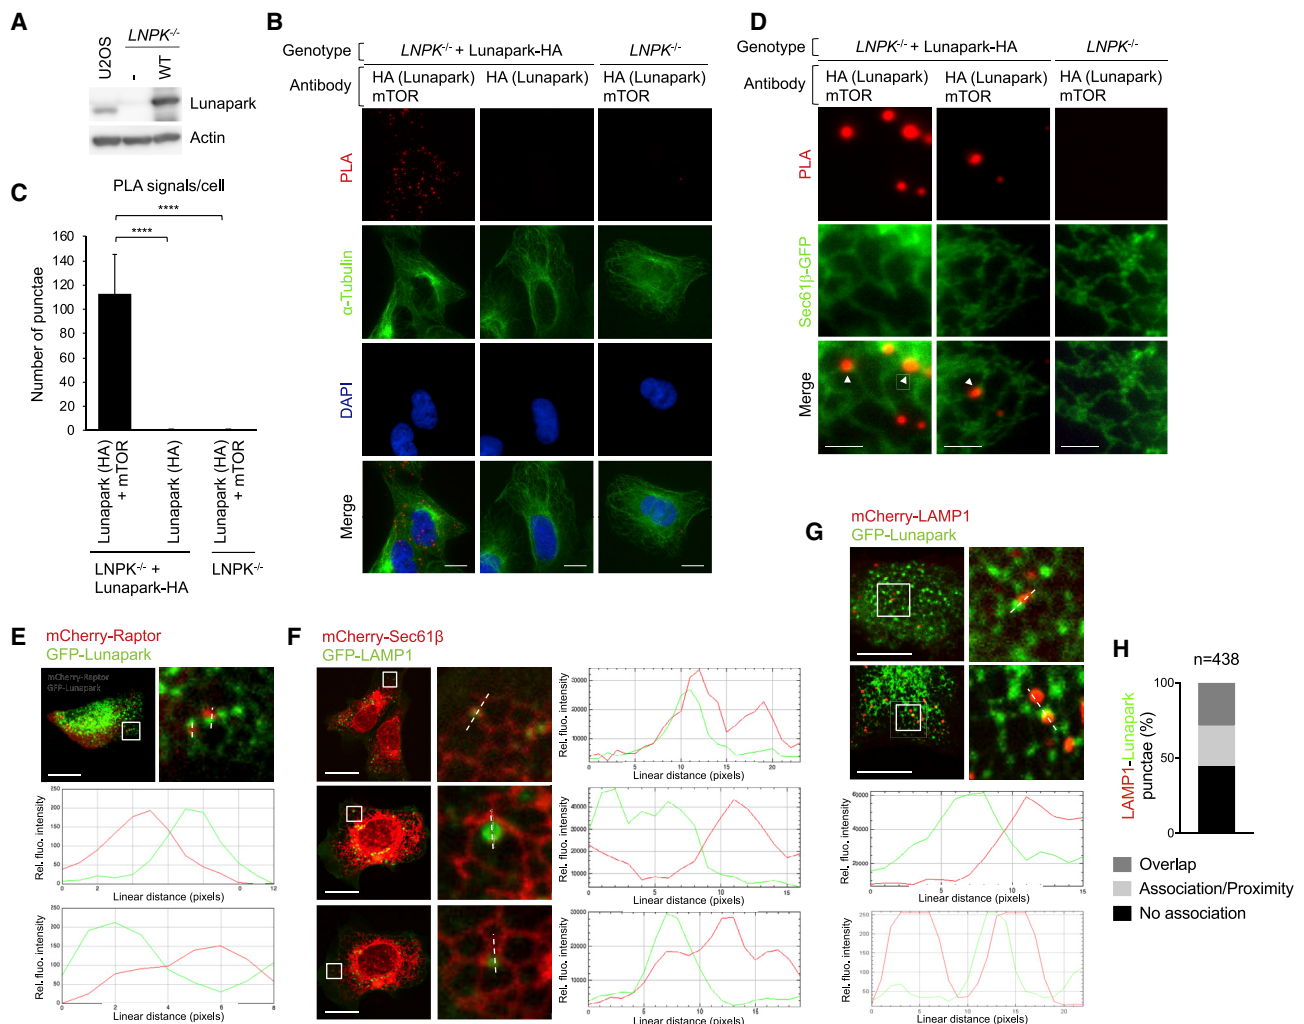 A
LNPK-/-
U2OS
-
WT
Lunapark
Actin
B
Genotype
LNPK-/- + Lunapark-HA
LNPK-/-
Antibody
HA (Lunapark)
mTOR
HA (Lunapark)
HA (Lunapark)
mTOR
PLA
α-Tubulin
DAPI
Merge
C
PLA signals/cell
****
****
Number of punctae
160
140
120
100
80
60
40
20
0
Lunapark (HA)
+ mTOR
Lunapark (HA)
Lunapark (HA)
+ mTOR
LNPK-/- +
Lunapark-HA
LNPK-/-
D
Genotype
LNPK-/- + Lunapark-HA
LNPK-/-
Antibody
HA (Lunapark)
mTOR
HA (Lunapark)
mTOR
HA (Lunapark)
mTOR
PLA
Sec61β-GFP
Merge
E
mCherry-Raptor
GFP-Lunapark
mCherry-Raptor
GFP-Lunapark
Rel. fluo. intensity
Linear distance (pixels)
Rel. fluo. intensity
Linear distance (pixels)
F
mCherry-Sec61β
GFP-LAMP1
Rel. fluo. intensity
Linear distance (pixels)
Rel. fluo. intensity
Linear distance (pixels)
Rel. fluo. intensity
Linear distance (pixels)
G
mCherry-LAMP1
GFP-Lunapark
Rel. fluo. intensity
Linear distance (pixels)
Rel. fluo. intensity
Linear distance (pixels)
H
n=438
LAMP1-Lunapark
punctae (%)
100
50
0
Overlap
Association/Proximity
No association